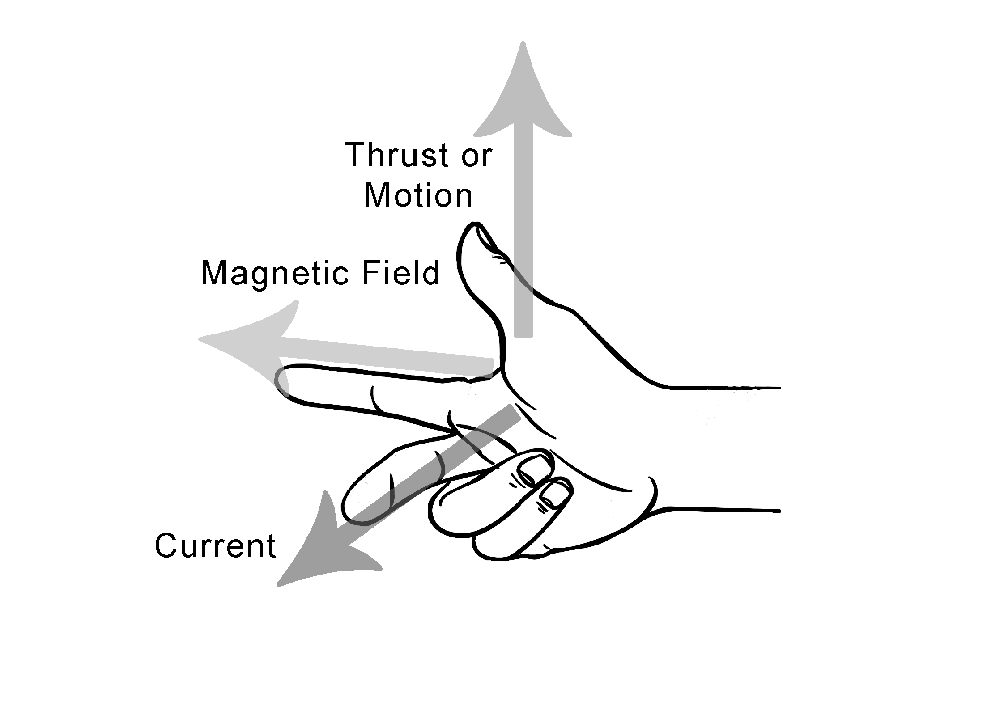 Thrust or
Motion
Magnetic Field
Current